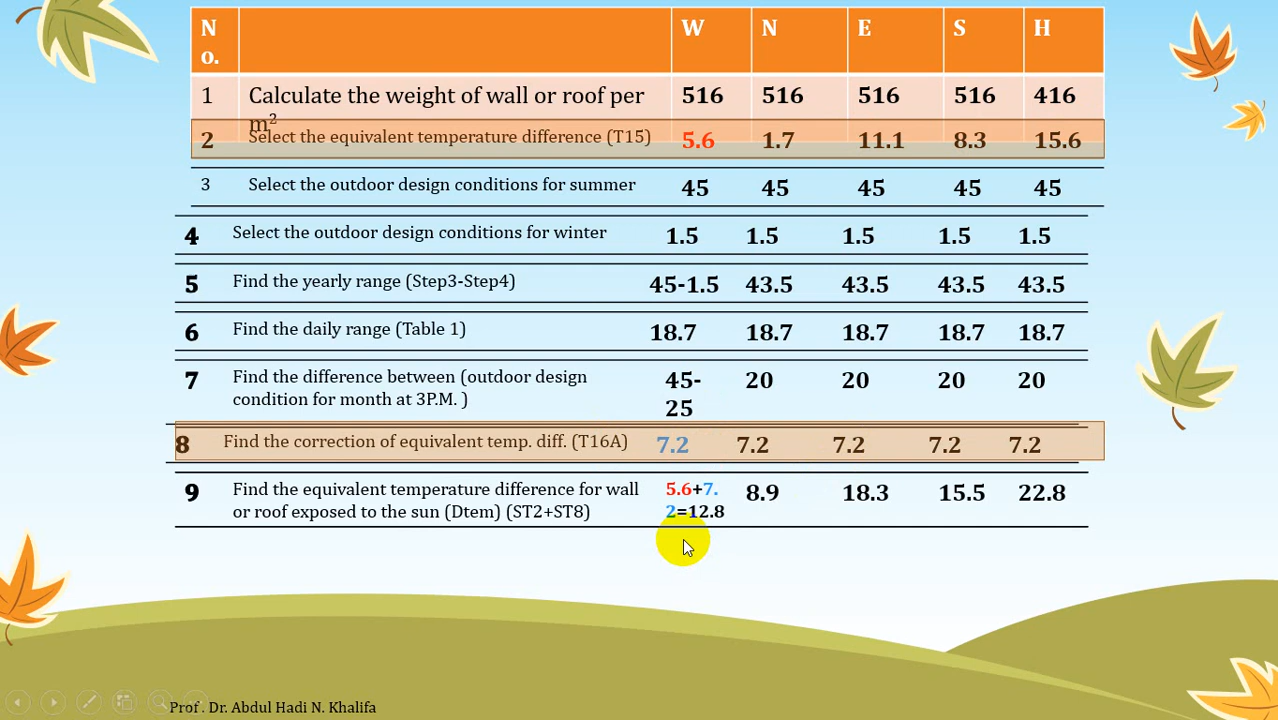 No. W N E S H
1 Calculate the weight of wall or roof per m² 516 516 516 516 416
2 Select the equivalent temperature difference (T15) 5.6 1.7 11.1 8.3 15.6
3 Select the outdoor design conditions for summer 45 45 45 45 45
4 Select the outdoor design conditions for winter 1.5 1.5 1.5 1.5 1.5
5 Find the yearly range (Step3-Step4) 45-1.5 43.5 43.5 43.5 43.5
6 Find the daily range (Table 1) 18.7 18.7 18.7 18.7 18.7
7 Find the difference between (outdoor design condition for month at 3P.M. ) 45-25 20 20 20 20
8 Find the correction of equivalent temp. diff. (T16A) 7.2 7.2 7.2 7.2 7.2
9 Find the equivalent temperature difference for wall or roof exposed to the sun (Dtem) (ST2+ST8) 5.6+7.2=12.8 8.9 18.3 15.5 22.8
Prof . Dr. Abdul Hadi N. Khalifa